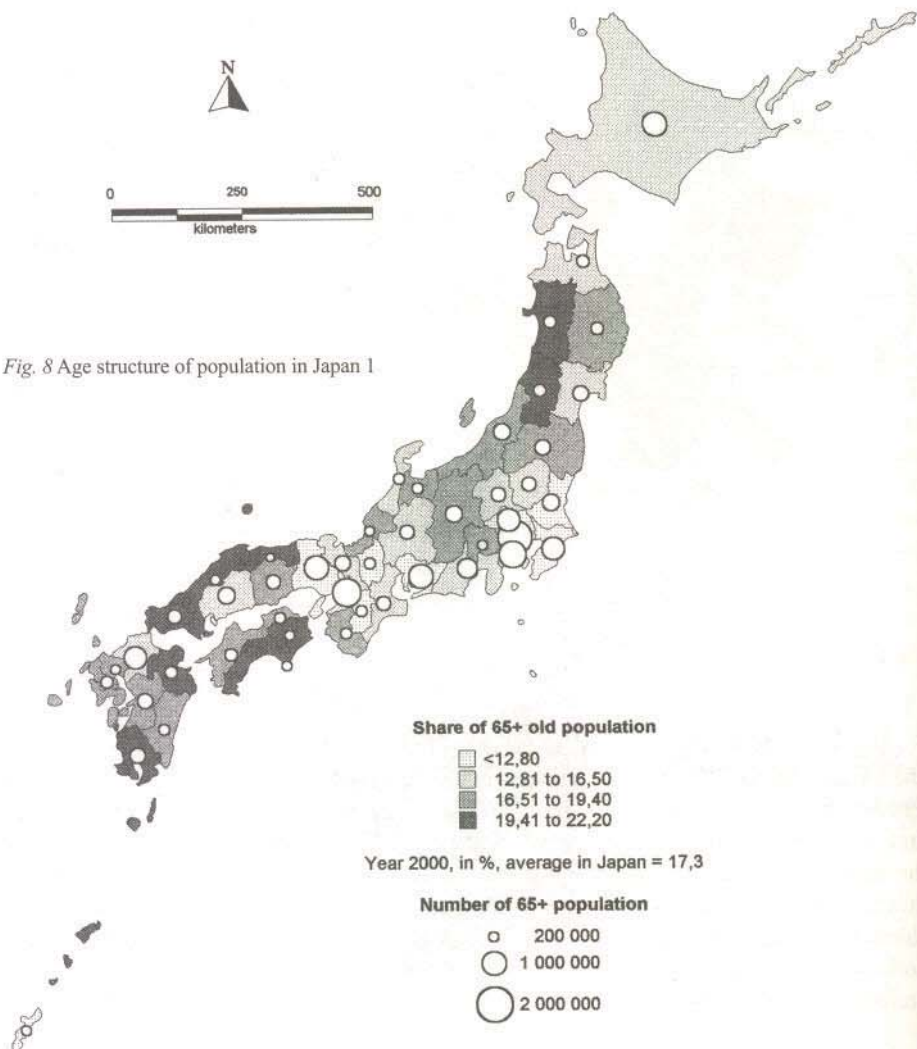 N
0 250 500
kilometers
Fig. 8 Age structure of population in Japan 1
Share of 65+ old population
<12,80
12,81 to 16,50
16,51 to 19,40
19,41 to 22,20
Year 2000, in %, average in Japan = 17,3
Number of 65+ population
200 000
1 000 000
2 000 000